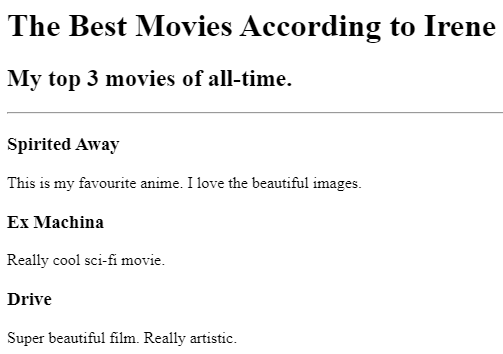 The Best Movies According to Irene
My top 3 movies of all-time.
Spirited Away
This is my favourite anime. I love the beautiful images.
Ex Machina
Really cool sci-fi movie.
Drive
Super beautiful film. Really artistic.